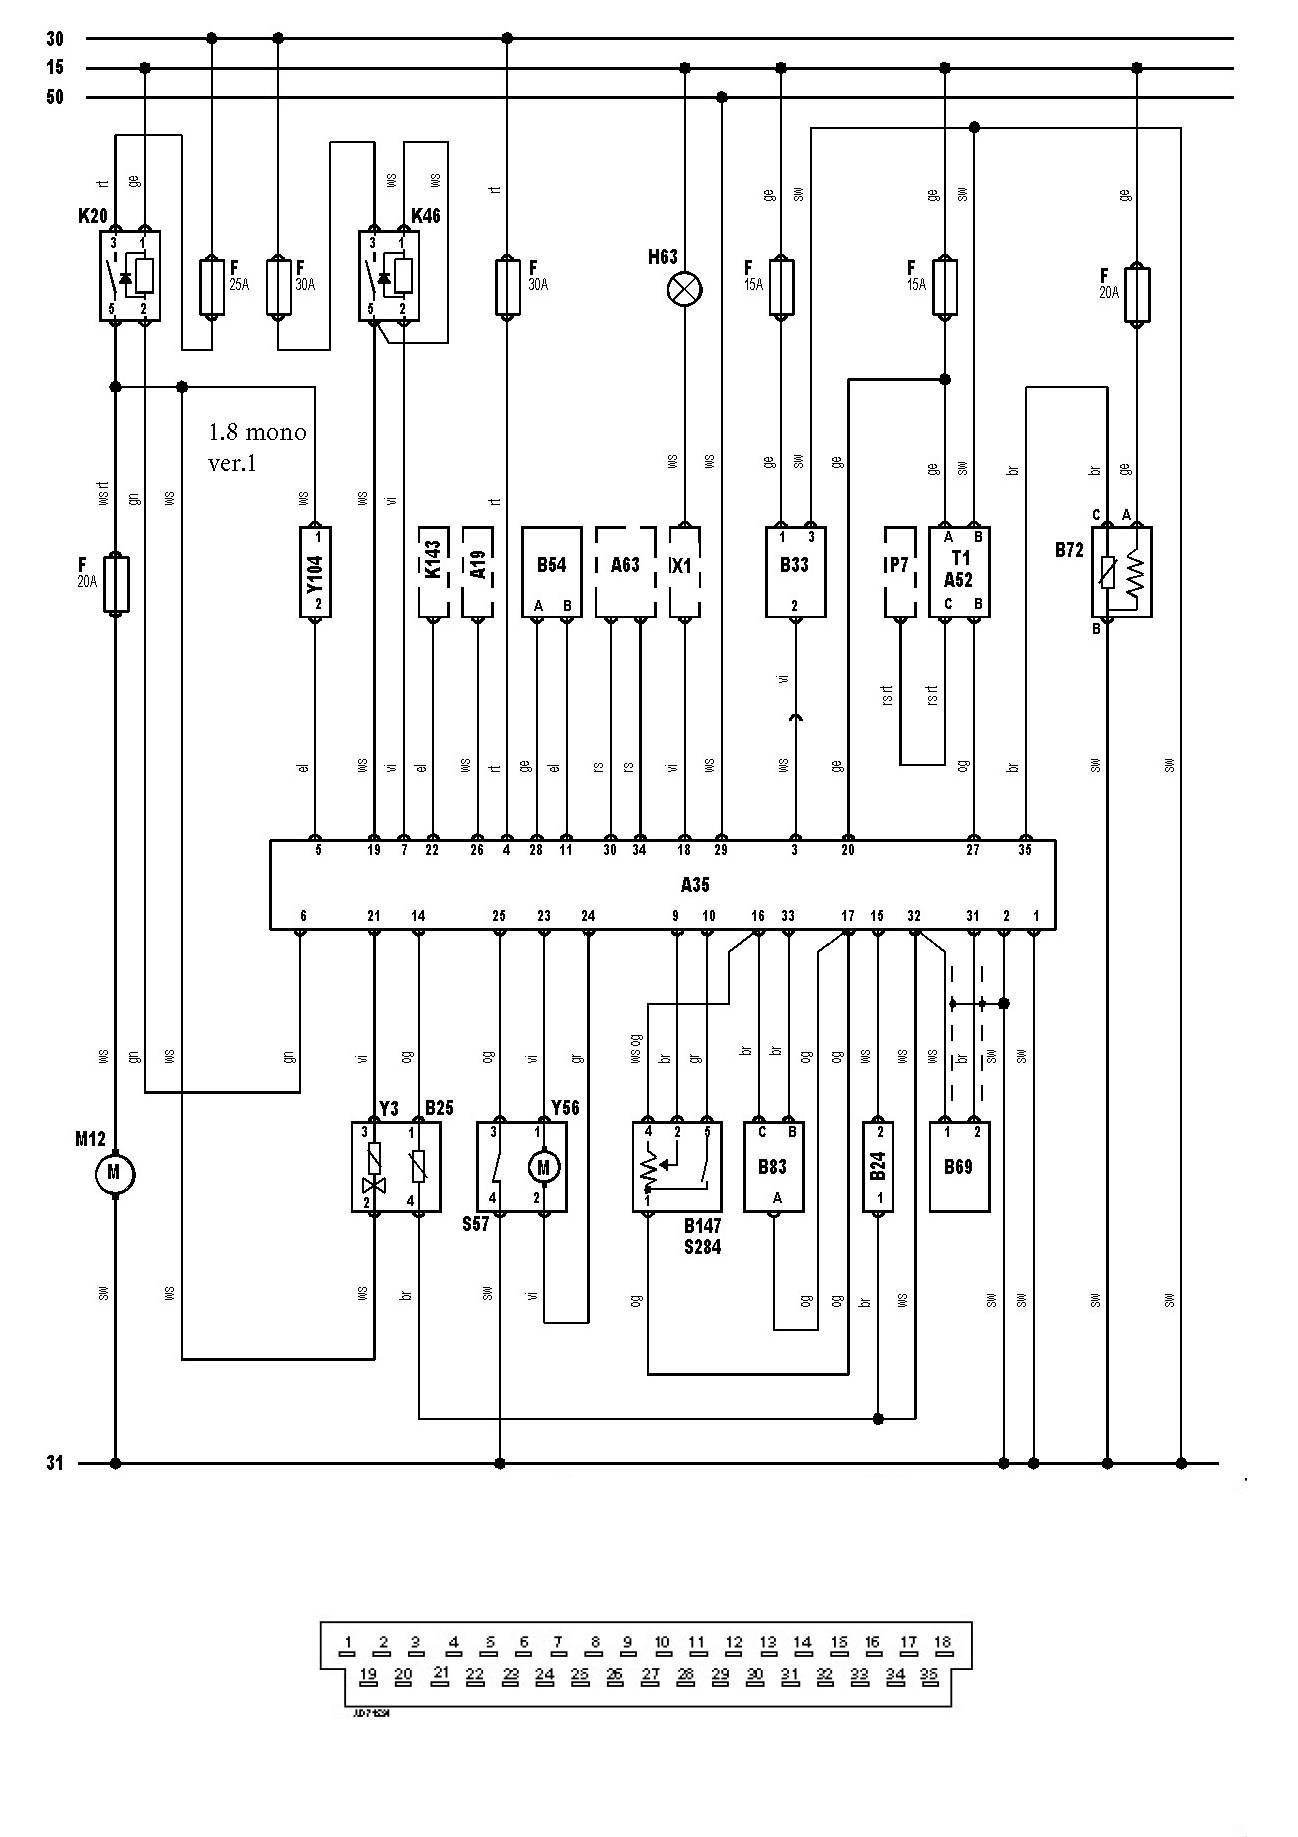 30
15
50
rt ge ws ws rt ge sw ge sw ge
K20 K46
3 1 3 1
H63
F F F F F F
25A 30A 30A 15A 15A 20A
5 2 5 2
1.8 mono
ver.1
ws ws ge sw ge ge sw br br ge
ws rt gn ws ws ws vi rt
C A
1 1 3 A B
F
20A
Y104 K143 A19 B54 A63 X1 B33 P7 T1 A52 B72
2 A B 2 C B B
vi rs rt rs rt
el ws vi el ws rt ge el rs rs vi ws ws ge og br sw sw
5 19 7 22 26 4 28 11 30 34 18 29 3 20 27 35
A35
6 21 14 25 23 24 9 10 16 33 17 15 32 31 2 1
ws gn ws gn vi og og vi gr ws og br gr br br og og ws ws ws br sw sw
Y3 B25 Y56
M12
3 1 3 1 4 2 5 C B 2 1 2
M M B83 B24 B69
2 4 4 2 1 A 1
S57 B147
S284
sw ws ws br sw vi og og og br ws sw sw sw sw
31
1 2 3 4 5 6 7 8 9 10 11 12 13 14 15 16 17 18
19 20 21 22 23 24 25 26 27 28 29 30 31 32 33 34 35